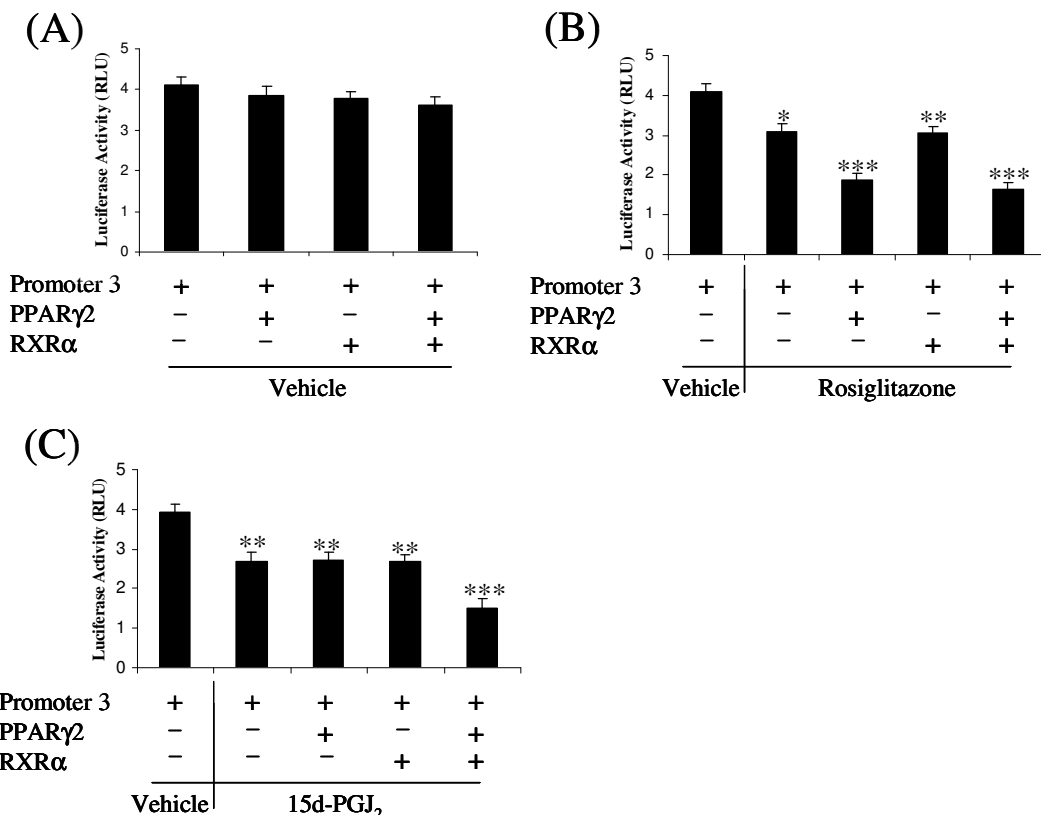 (A)
Luciferase Activity (RLU)
5
4
3
2
1
0
Promoter 3 + + + +
PPARγ2 – + – +
RXRα – – + +
Vehicle
(B)
Luciferase Activity (RLU)
5
4
3
2
1
0
* *** ** ***
Promoter 3 + + + + +
PPARγ2 – – + – +
RXRα – – – + +
Vehicle Rosiglitazone
(C)
Luciferase Activity (RLU)
5
4
3
2
1
0
** ** ** ***
Promoter 3 + + + + +
PPARγ2 – – + – +
RXRα – – – + +
Vehicle 15d-PGJ2